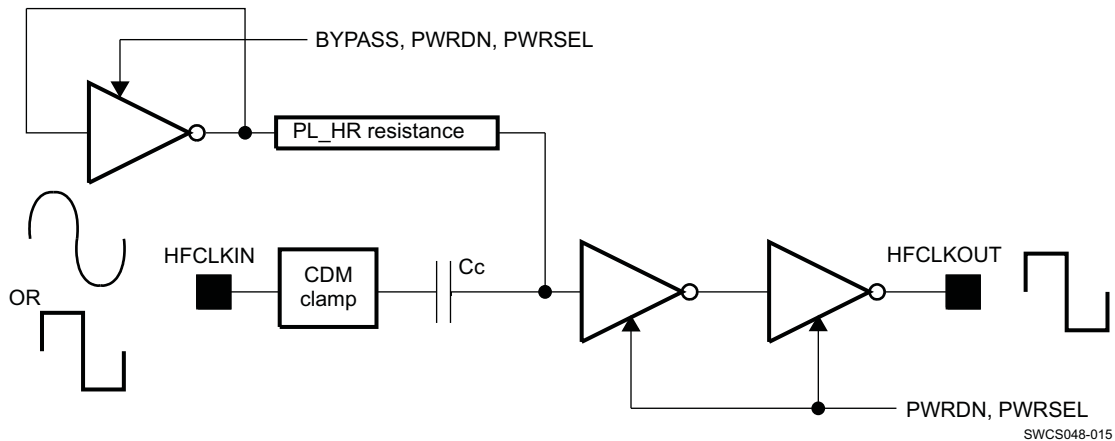 BYPASS, PWRDN, PWRSEL
PL_HR resistance
HFCLKIN
CDM
clamp
Cc
HFCLKOUT
OR
PWRDN, PWRSEL
SWCS048-015